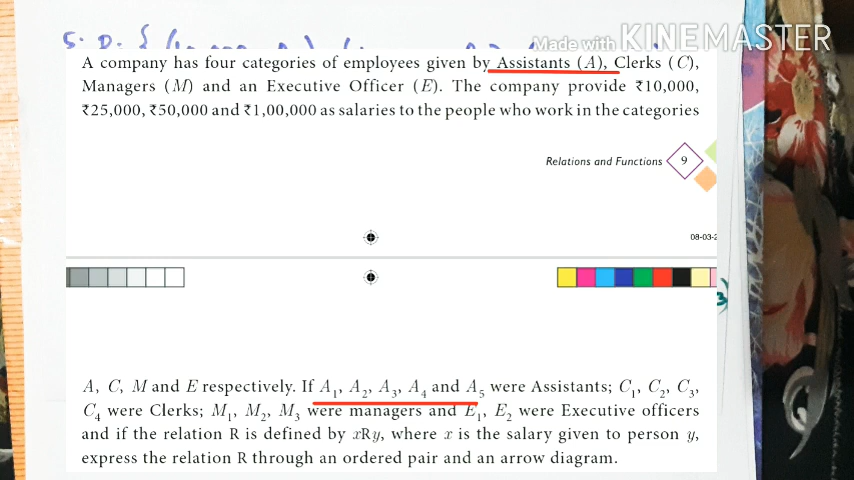 Made with KINEMASTER
A company has four categories of employees given by Assistants (A), Clerks (C),
Managers (M) and an Executive Officer (E). The company provide ₹10,000,
₹25,000, ₹50,000 and ₹1,00,000 as salaries to the people who work in the categories
Relations and Functions 9
08-03-2
A, C, M and E respectively. If A₁, A₂, A₃, A₄ and A₅ were Assistants; C₁, C₂, C₃,
C₄ were Clerks; M₁, M₂, M₃ were managers and E₁, E₂ were Executive officers
and if the relation R is defined by xRy, where x is the salary given to person y,
express the relation R through an ordered pair and an arrow diagram.